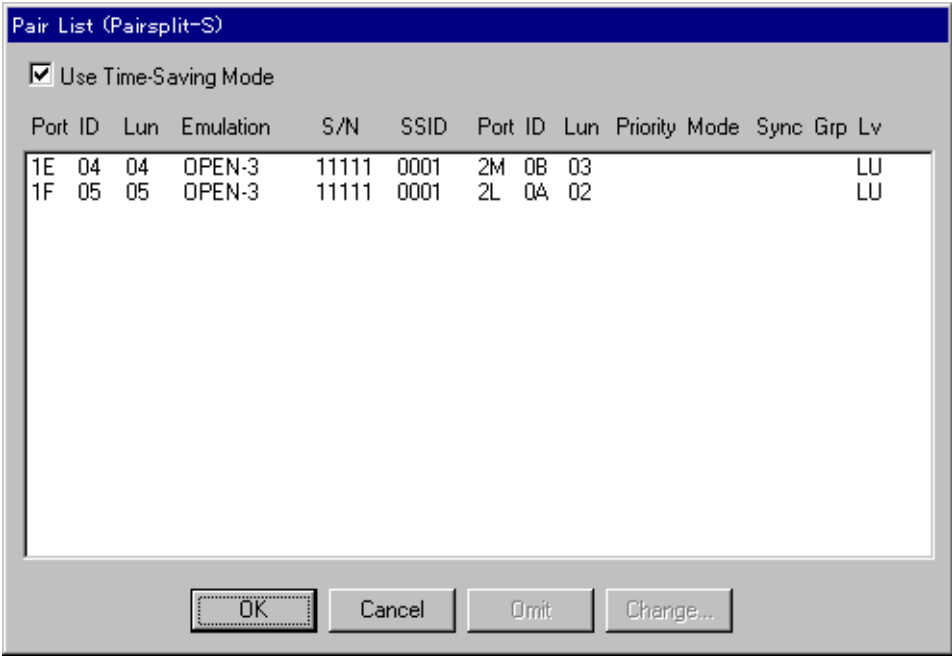 Pair List (Pairsplit-S)
Use Time-Saving Mode
Port ID Lun Emulation S/N SSID Port ID Lun Priority Mode Sync Grp Lv
1E 04 04 OPEN-3 11111 0001 2M 0B 03 LU
1F 05 05 OPEN-3 11111 0001 2L 0A 02 LU
OK Cancel Omit Change...